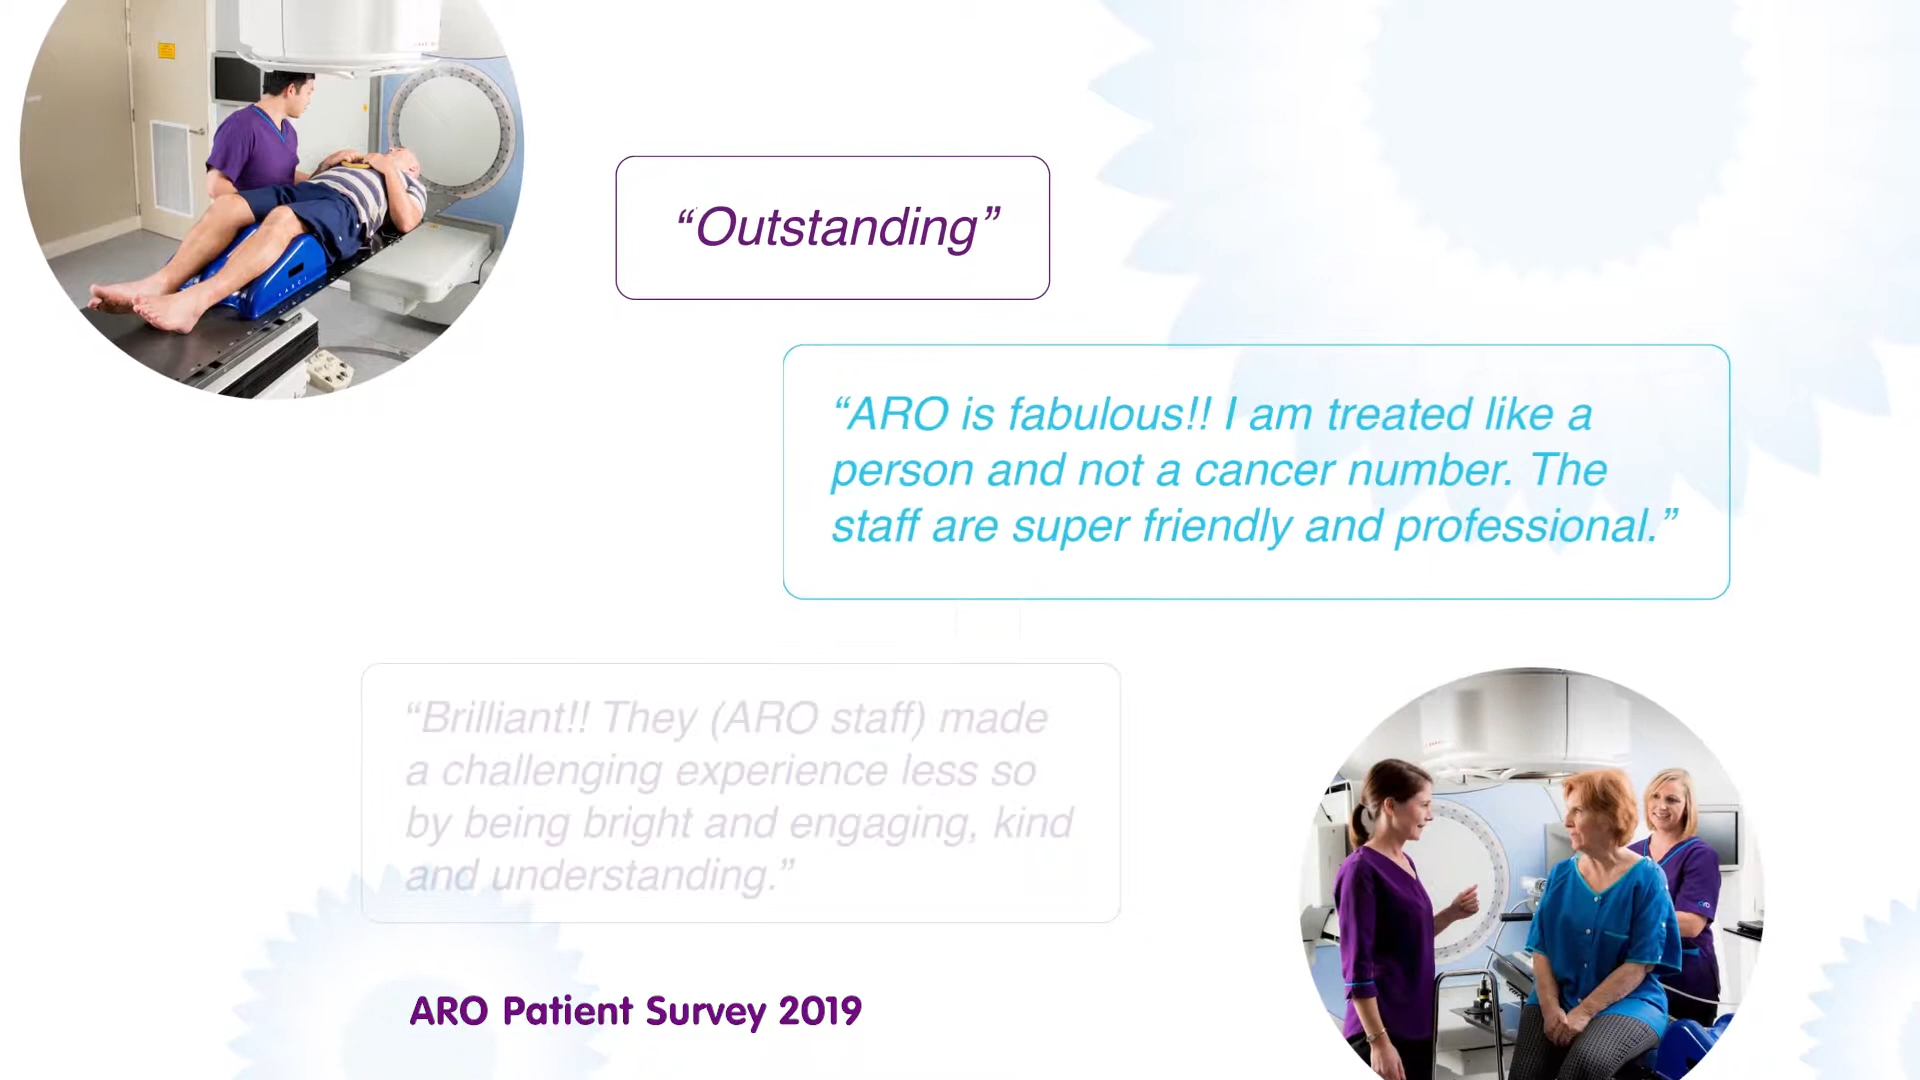 “Outstanding”
“ARO is fabulous!! I am treated like a
person and not a cancer number. The
staff are super friendly and professional.”
“Brilliant!! They (ARO staff) made
a challenging experience less so
by being bright and engaging, kind
and understanding.”
ARO Patient Survey 2019